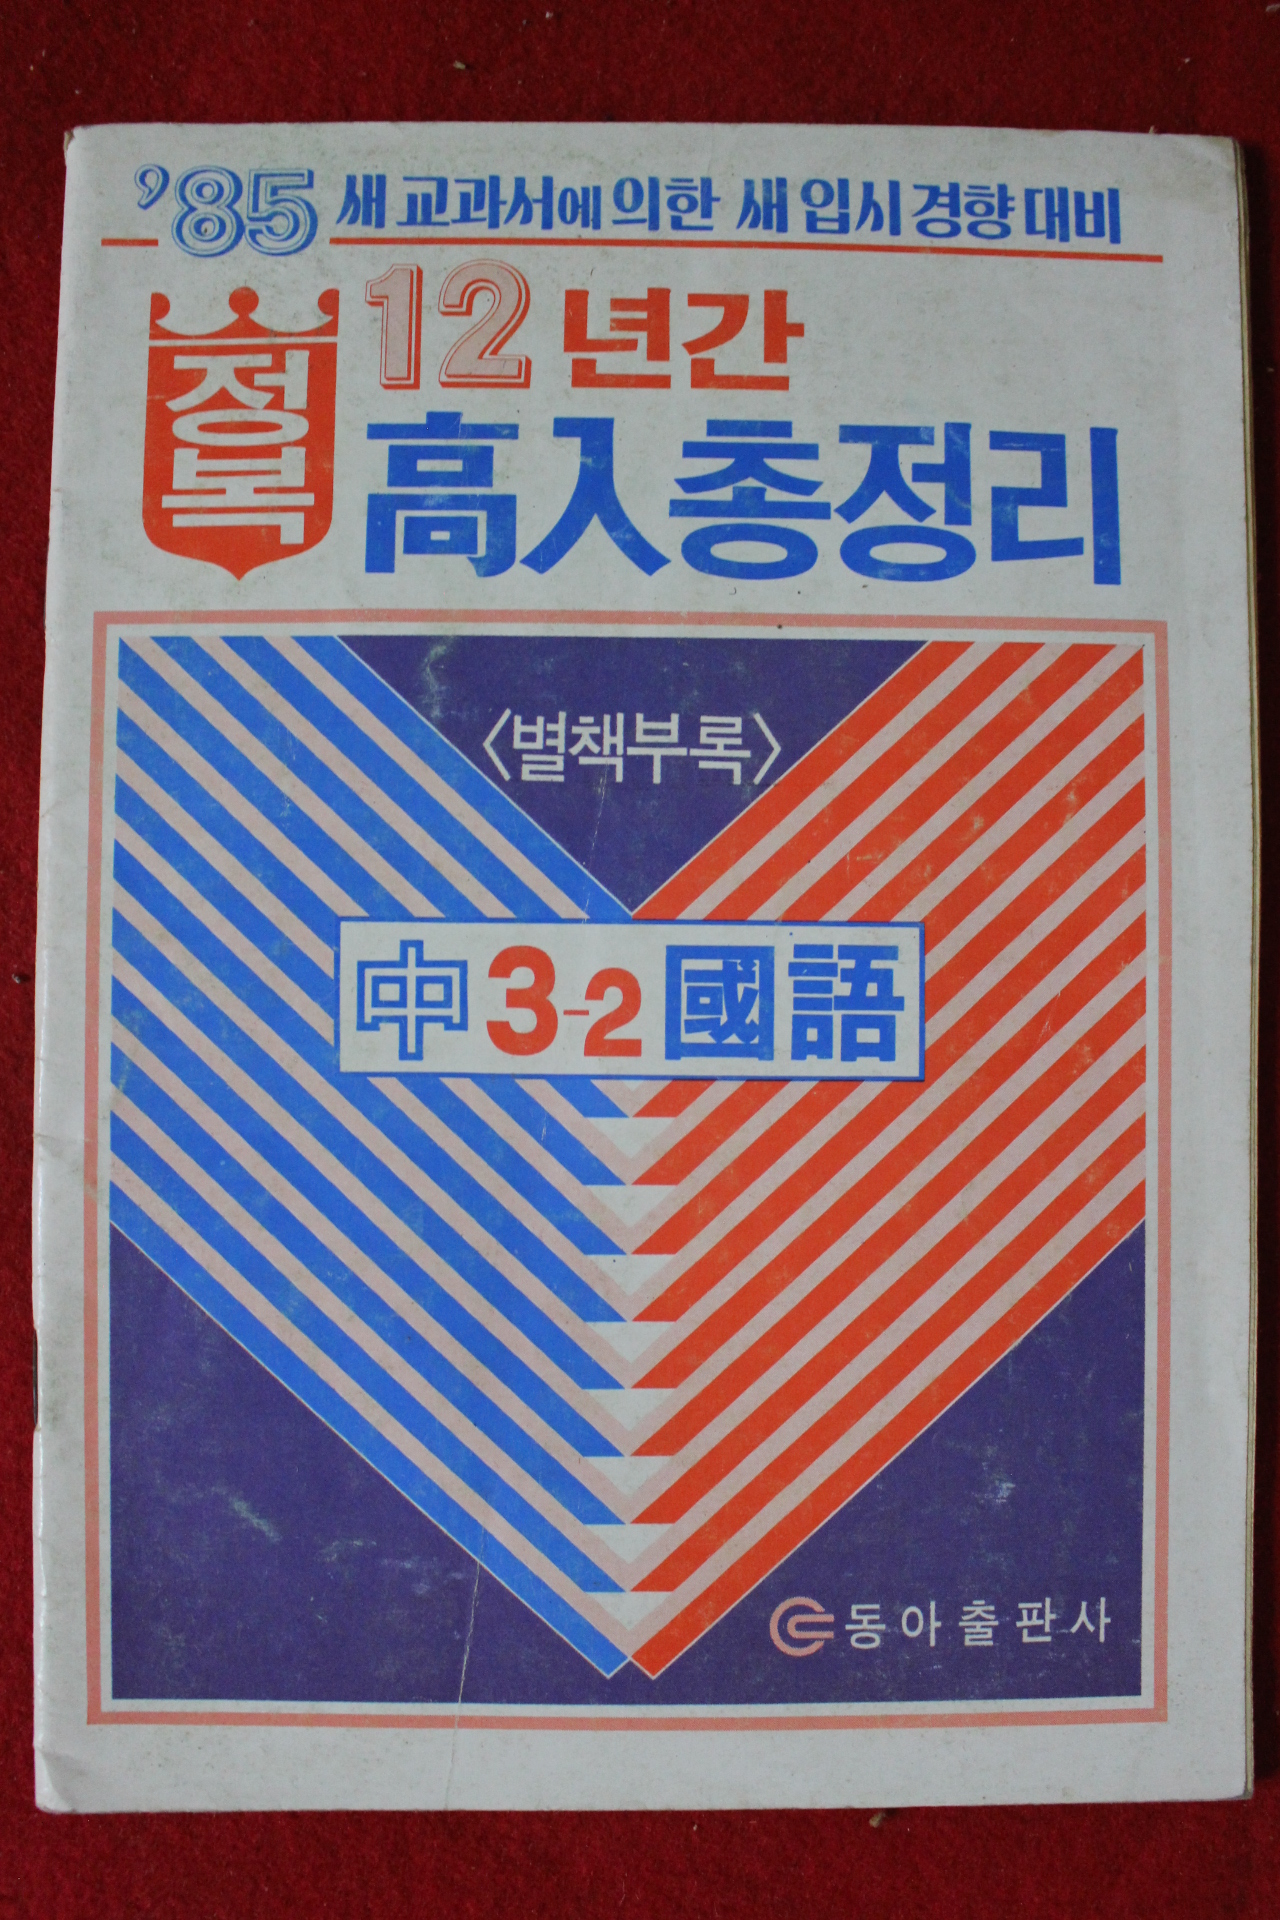 '85 새 교과서에 의한 새 입시 경향 대비
정복
12년간
高入총정리
〈별책부록〉
中 3-2 國語
동아출판사